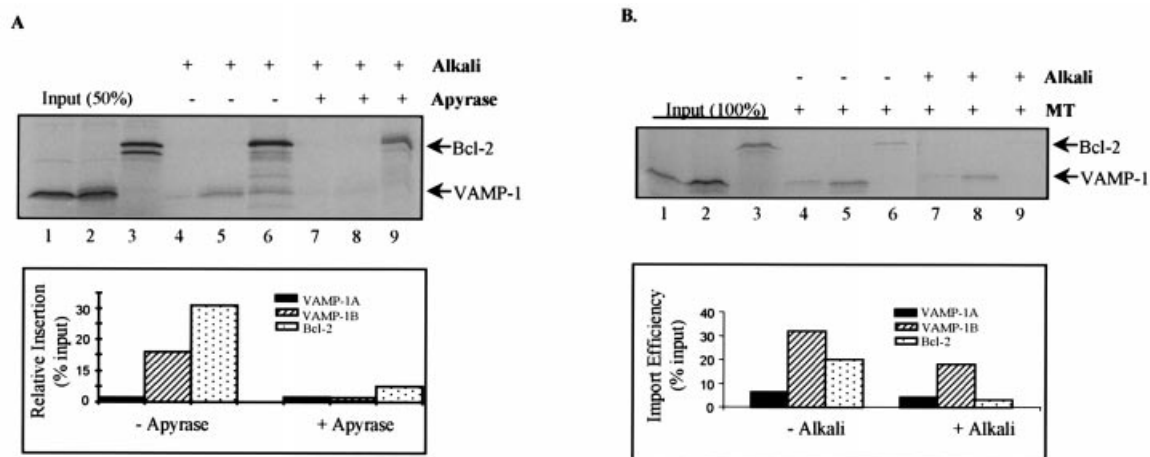 A
+ + + + + + Alkali
Input (50%) - - - + + + Apyrase
Bcl-2
VAMP-1
1 2 3 4 5 6 7 8 9
Relative Insertion
(% input)
30
20
15
0
VAMP-1A
VAMP-1B
Bcl-2
- Apyrase + Apyrase
B.
- - - + + + Alkali
Input (100%) + + + + + + MT
Bcl-2
VAMP-1
1 2 3 4 5 6 7 8 9
Import Efficiency
(% input)
40
30
20
10
0
VAMP-1A
VAMP-1B
Bcl-2
- Alkali + Alkali